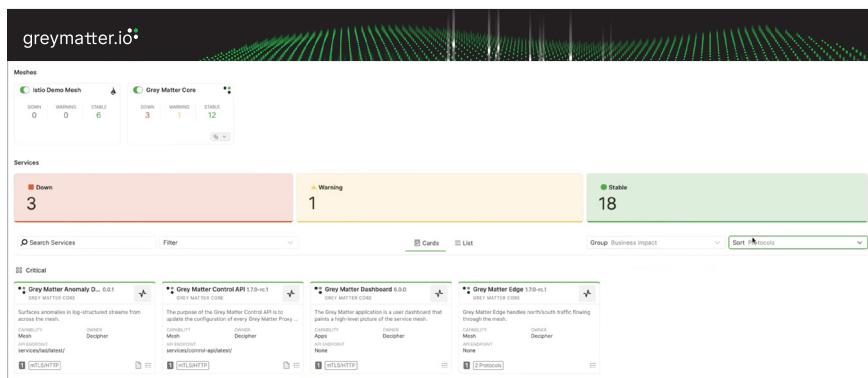 greymatter.io
Meshes
Istio Demo Mesh
Grey Matter Core
DOWN WARNING STABLE
0 0 6
DOWN WARNING STABLE
3 1 12
Services
Down
3
Warning
1
Stable
18
Search Services
Filter
Cards
List
Group Business Impact
Sort Protocols
Critical
Grey Matter Anomaly D... 0.0.1
GREY MATTER CORE
Surfaces anomalies in log-structured streams from
across the mesh.
CAPABILITY OWNER
Mesh Decipher
API ENDPOINT
services/lad/latest/
1 mTLS/HTTP
Grey Matter Control API 1.7.0-rc.1
GREY MATTER CORE
The purpose of the Grey Matter Control API is to
update the configuration of every Grey Matter Proxy ...
CAPABILITY OWNER
Mesh Decipher
API ENDPOINT
services/control-api/latest/
1 mTLS/HTTP
Grey Matter Dashboard 6.0.0
GREY MATTER CORE
The Grey Matter application is a user dashboard that
paints a high-level picture of the service mesh.
CAPABILITY OWNER
Apps Decipher
API ENDPOINT
None
1 mTLS/HTTP
Grey Matter Edge 1.7.0-rc.1
GREY MATTER CORE
Grey Matter Edge handles north/south traffic flowing
through the mesh.
CAPABILITY OWNER
Mesh Decipher
API ENDPOINT
None
1 2 Protocols